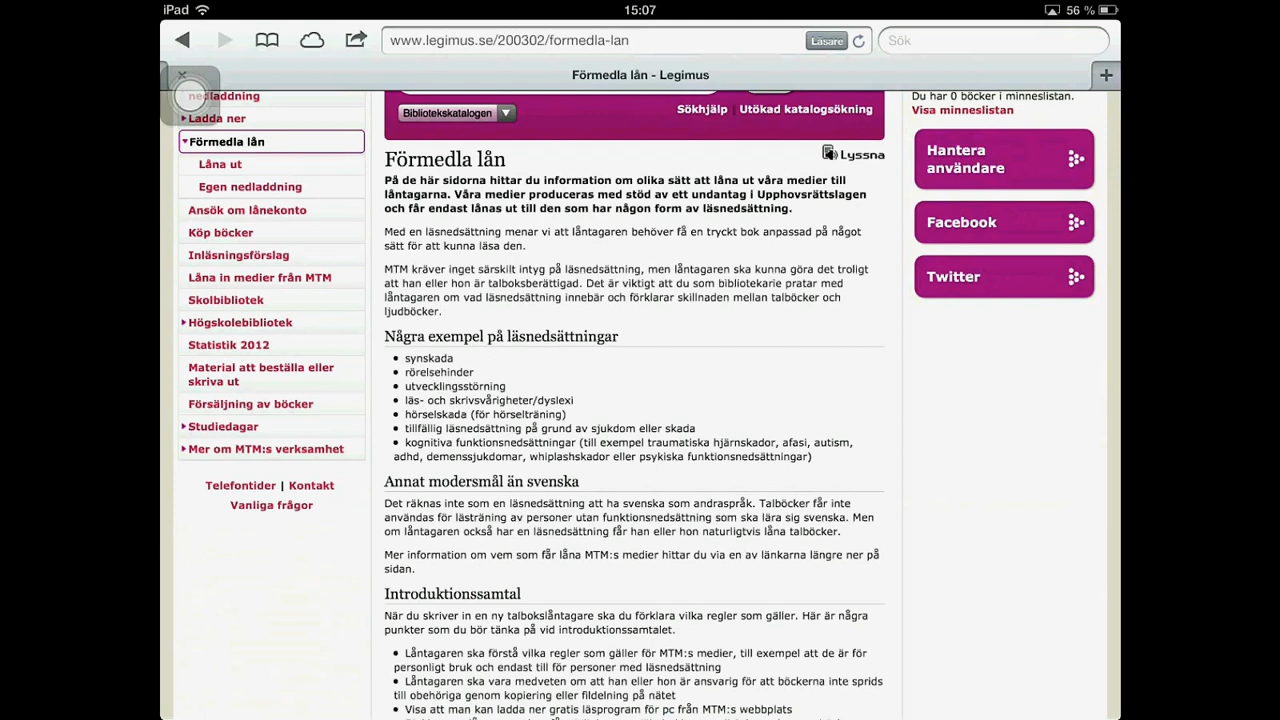 iPad
15:07
56 %
www.legimus.se/200302/formedla-lan
Läsare
Sök
Förmedla lån - Legimus
nedladdning
Ladda ner
Förmedla lån
Låna ut
Egen nedladdning
Ansök om lånekonto
Köp böcker
Inläsningsförslag
Låna in medier från MTM
Skolbibliotek
Högskolebibliotek
Statistik 2012
Material att beställa eller
skriva ut
Försäljning av böcker
Studiedagar
Mer om MTM:s verksamhet
Telefontider | Kontakt
Vanliga frågor
Bibliotekskatalogen
Sökhjälp
Utökad katalogsökning
Förmedla lån
Lyssna
På de här sidorna hittar du information om olika sätt att låna ut våra medier till
låntagarna. Våra medier produceras med stöd av ett undantag i Upphovsrättslagen
och får endast lånas ut till den som har någon form av läsnedsättning.
Med en läsnedsättning menar vi att låntagaren behöver få en tryckt bok anpassad på något
sätt för att kunna läsa den.
MTM kräver inget särskilt intyg på läsnedsättning, men låntagaren ska kunna göra det troligt
att han eller hon är talboksberättigad. Det är viktigt att du som bibliotekarie pratar med
låntagaren om vad läsnedsättning innebär och förklarar skillnaden mellan talböcker och
ljudböcker.
Några exempel på läsnedsättningar
• synskada
• rörelsehinder
• utvecklingsstörning
• läs- och skrivsvårigheter/dyslexi
• hörselskada (för hörselträning)
• tillfällig läsnedsättning på grund av sjukdom eller skada
• kognitiva funktionsnedsättningar (till exempel traumatiska hjärnskador, afasi, autism,
adhd, demenssjukdomar, whiplashskador eller psykiska funktionsnedsättningar)
Annat modersmål än svenska
Det räknas inte som en läsnedsättning att ha svenska som andraspråk. Talböcker får inte
användas för lästräning av personer utan funktionsnedsättning som ska lära sig svenska. Men
om låntagaren också har en läsnedsättning får han eller hon naturligtvis låna talböcker.
Mer information om vem som får låna MTM:s medier hittar du via en av länkarna längre ner på
sidan.
Introduktionssamtal
När du skriver in en ny talbokslåntagare ska du förklara vilka regler som gäller. Här är några
punkter som du bör tänka på vid introduktionssamtalet.
• Låntagaren ska förstå vilka regler som gäller för MTM:s medier, till exempel att de är för
personligt bruk och endast till för personer med läsnedsättning
• Låntagaren ska vara medveten om att han eller hon är ansvarig för att böckerna inte sprids
till obehöriga genom kopiering eller fildelning på nätet
• Visa att man kan ladda ner gratis läsprogram för pc från MTM:s webbplats
Du har 0 böcker i minneslistan.
Visa minneslistan
Hantera
användare
Facebook
Twitter